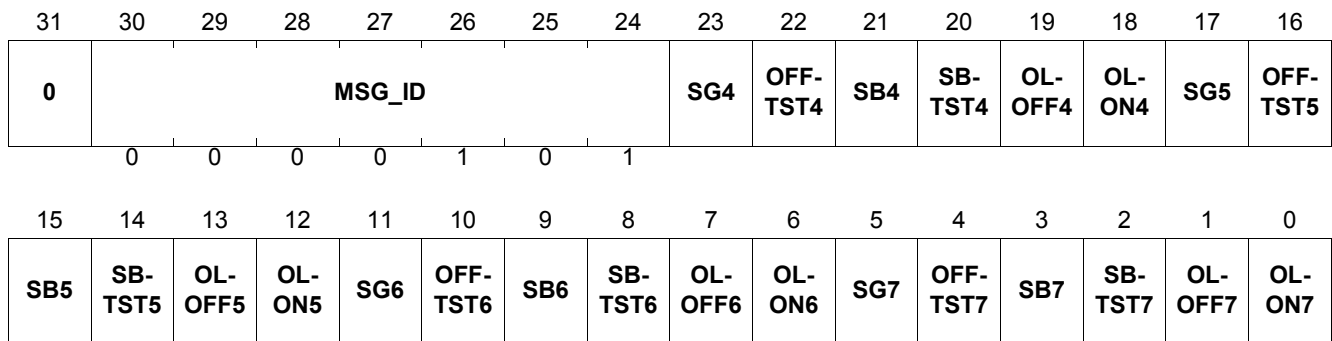 31 30 29 28 27 26 25 24 23 22 21 20 19 18 17 16
0 MSG_ID SG4 OFF-TST4 SB4 SB-TST4 OL-OFF4 OL-ON4 SG5 OFF-TST5
0 0 0 0 1 0 1
15 14 13 12 11 10 9 8 7 6 5 4 3 2 1 0
SB5 SB-TST5 OL-OFF5 OL-ON5 SG6 OFF-TST6 SB6 SB-TST6 OL-OFF6 OL-ON6 SG7 OFF-TST7 SB7 SB-TST7 OL-OFF7 OL-ON7